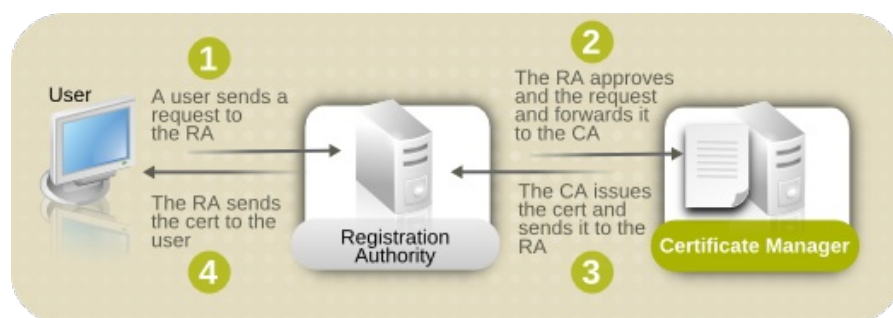 1
User
A user sends a
request to
the RA
2
The RA approves
and the request
and forwards it
to the CA
The RA sends
the cert to the
user
4
Registration
Authority
The CA issues
the cert and
sends it to the
RA
3
Certificate Manager